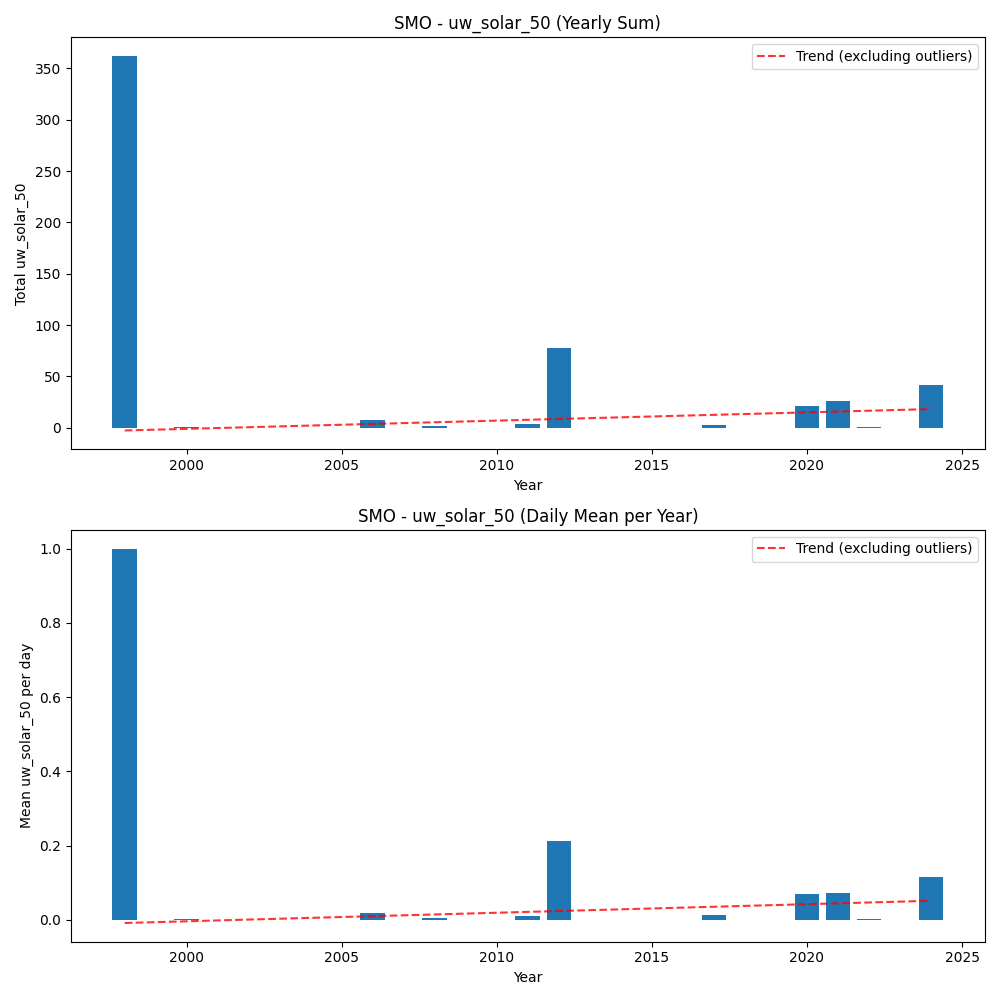 SMO - uw_solar_50 (Yearly Sum)
Trend (excluding outliers)
Total uw_solar_50
350
300
250
200
150
100
50
0
2000 2005 2010 2015 2020 2025
Year
SMO - uw_solar_50 (Daily Mean per Year)
Trend (excluding outliers)
Mean uw_solar_50 per day
1.0
0.8
0.6
0.4
0.2
0.0
2000 2005 2010 2015 2020 2025
Year